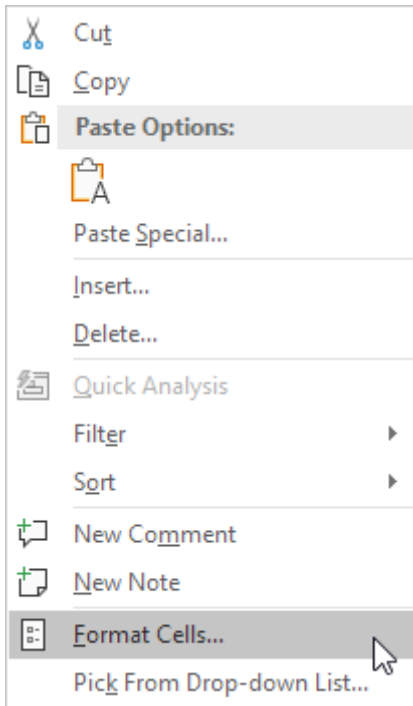 Cut
Copy
Paste Options:
A
Paste Special...
Insert...
Delete...
Quick Analysis
Filter
Sort
New Comment
New Note
Format Cells...
Pick From Drop-down List...